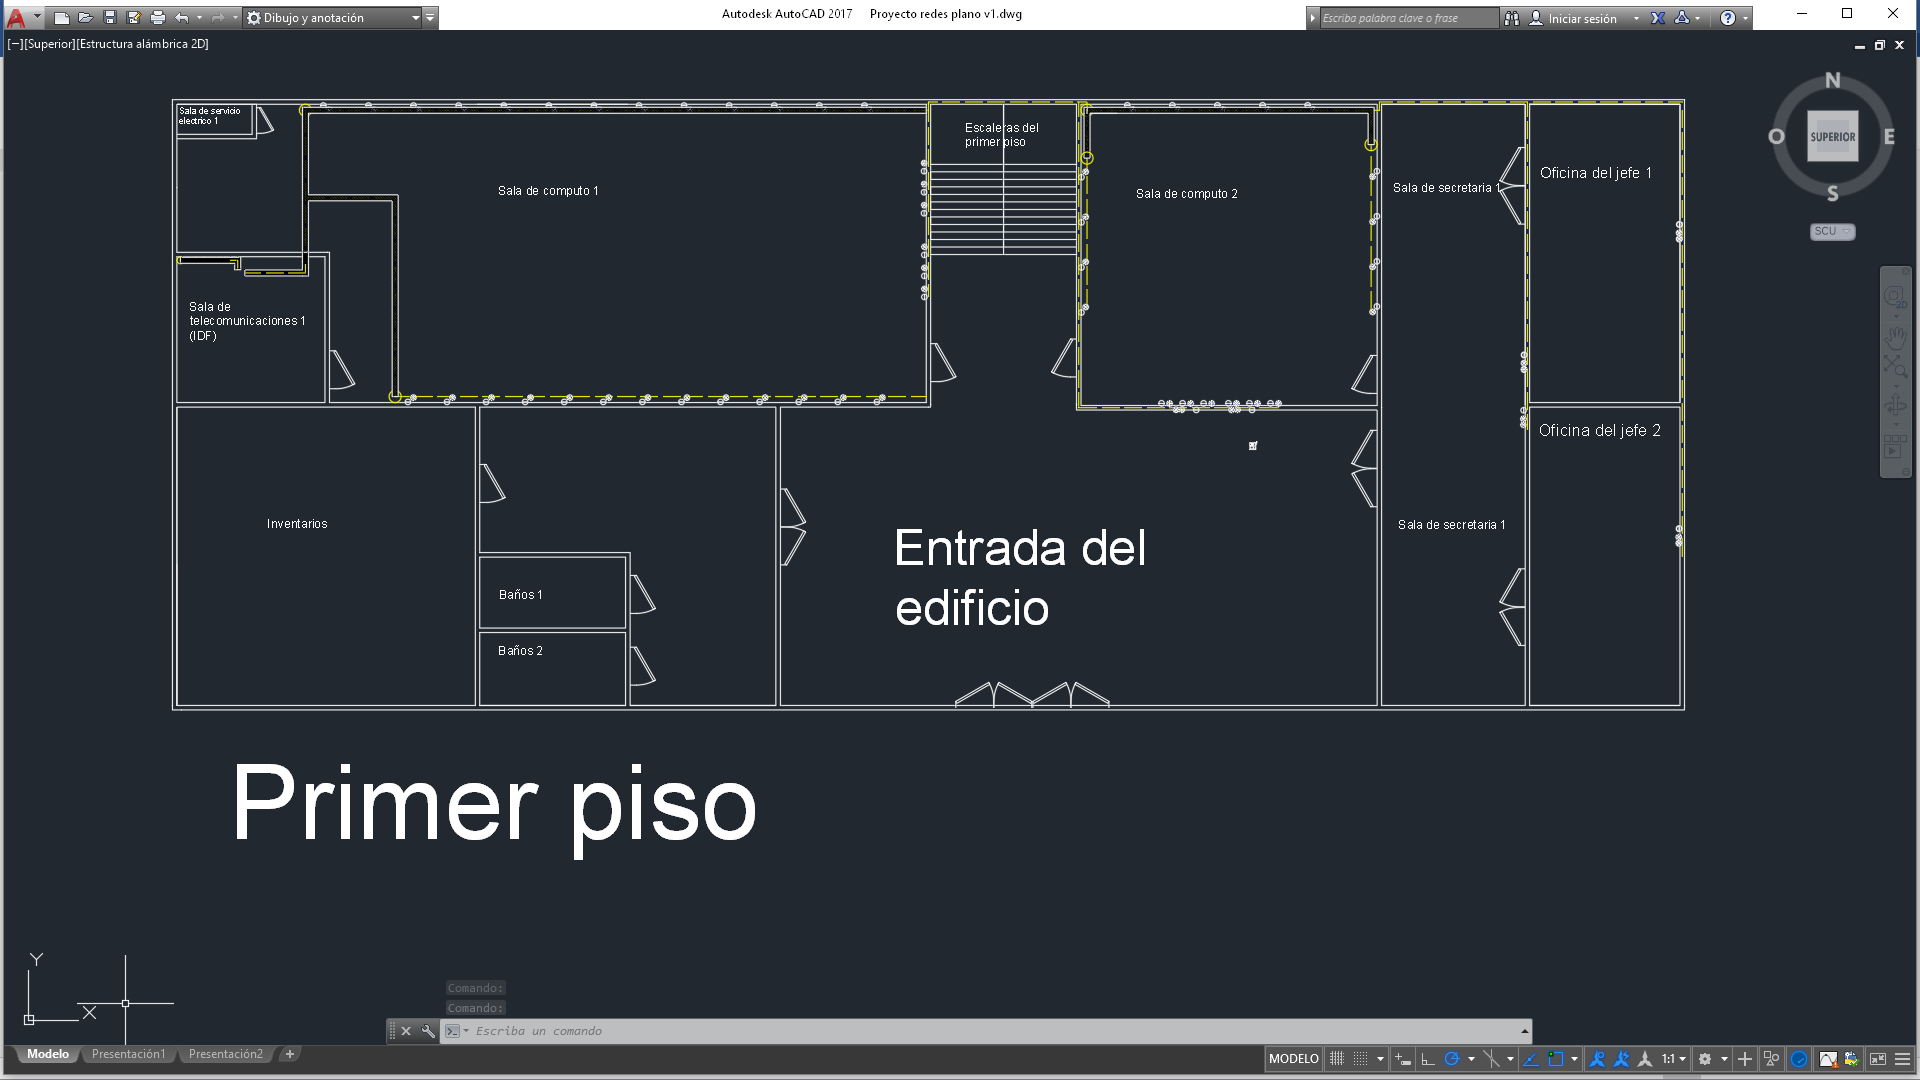 Dibujo y anotación
Autodesk AutoCAD 2017 Proyecto redes plano v1.dwg
Escriba palabra clave o frase
Iniciar sesión
[−][Superior][Estructura alámbrica 2D]
N
O
SUPERIOR
E
S
SCU
Sala de servicio
electrico 1
Escaleras del
primer piso
Sala de computo 1
Sala de computo 2
Sala de secretaria 1
Oficina del jefe 1
Sala de
telecomunicaciones 1
(IDF)
Oficina del jefe 2
Inventarios
Entrada del
edificio
Sala de secretaria 1
Baños 1
Baños 2
Primer piso
Y
X
Comando:
Comando:
Escriba un comando
Modelo
Presentación1
Presentación2
+
MODELO
1:1